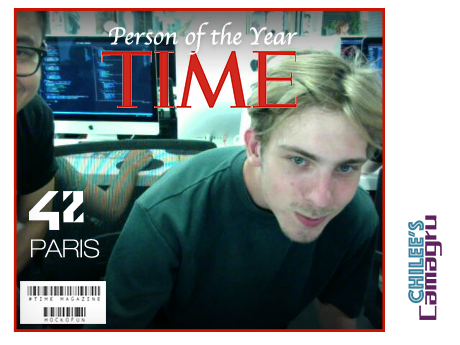 Person of the Year
TIME
42
PARIS
#TIME MAGAZINE
MOCKOFUN
CHILEE'S
Camagru